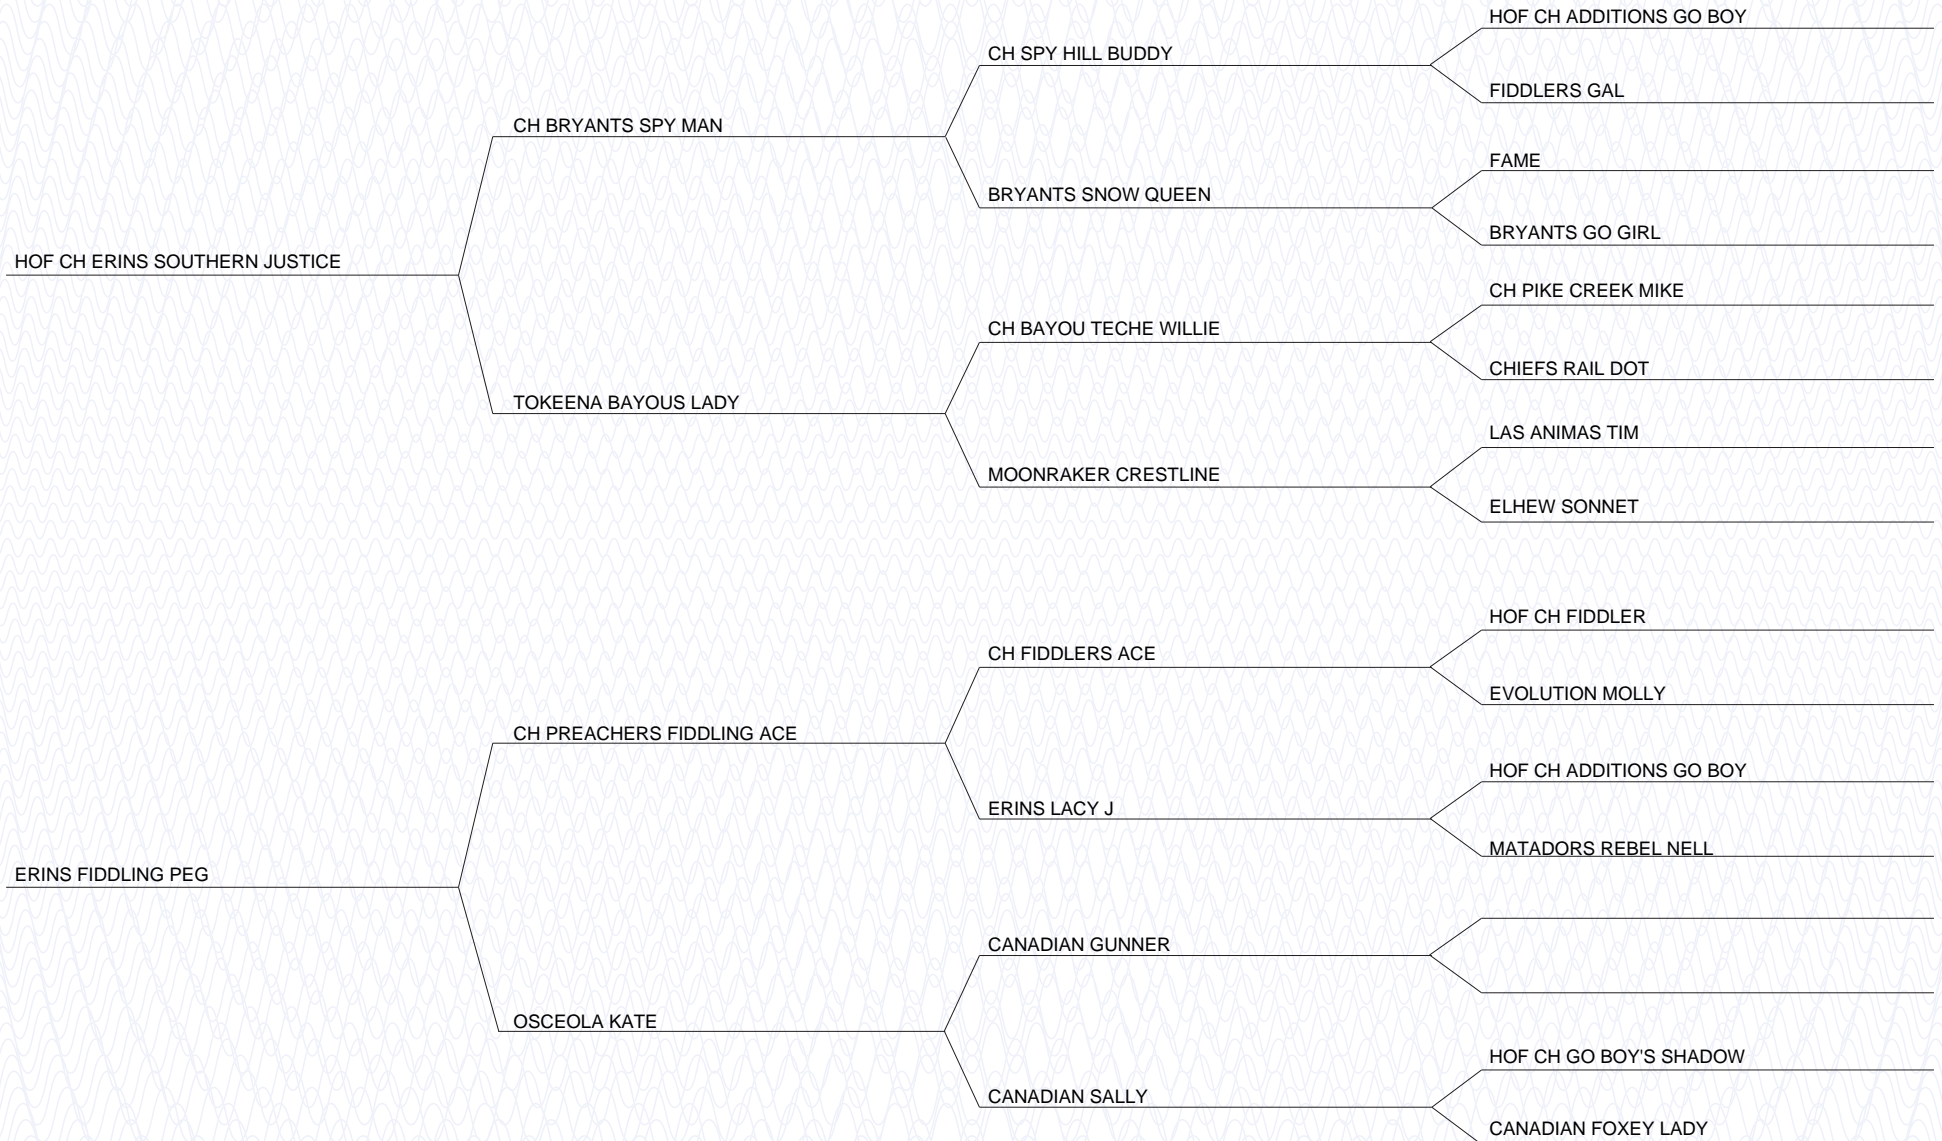 HOF CH ADDITIONS GO BOY
CH SPY HILL BUDDY
FIDDLERS GAL
CH BRYANTS SPY MAN
FAME
BRYANTS SNOW QUEEN
BRYANTS GO GIRL
HOF CH ERINS SOUTHERN JUSTICE
CH PIKE CREEK MIKE
CH BAYOU TECHE WILLIE
CHIEFS RAIL DOT
TOKEENA BAYOUS LADY
LAS ANIMAS TIM
MOONRAKER CRESTLINE
ELHEW SONNET
HOF CH FIDDLER
CH FIDDLERS ACE
EVOLUTION MOLLY
CH PREACHERS FIDDLING ACE
HOF CH ADDITIONS GO BOY
ERINS LACY J
MATADORS REBEL NELL
ERINS FIDDLING PEG
CANADIAN GUNNER
OSCEOLA KATE
HOF CH GO BOY'S SHADOW
CANADIAN SALLY
CANADIAN FOXEY LADY